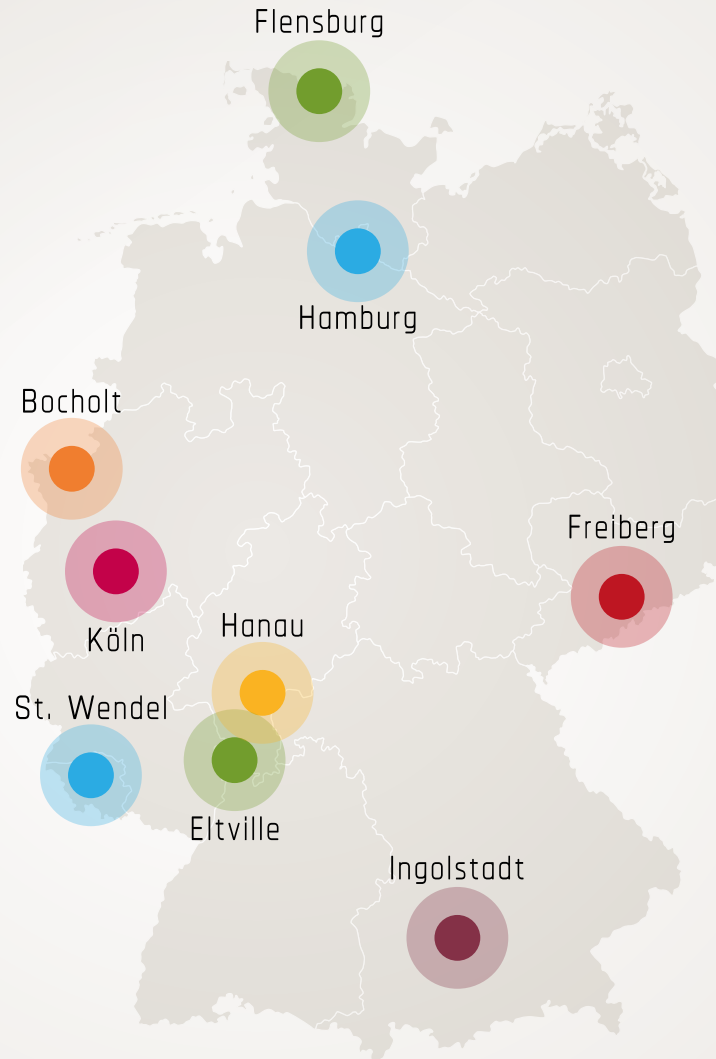 Flensburg
Hamburg
Bocholt
Freiberg
Köln
Hanau
St. Wendel
Eltville
Ingolstadt